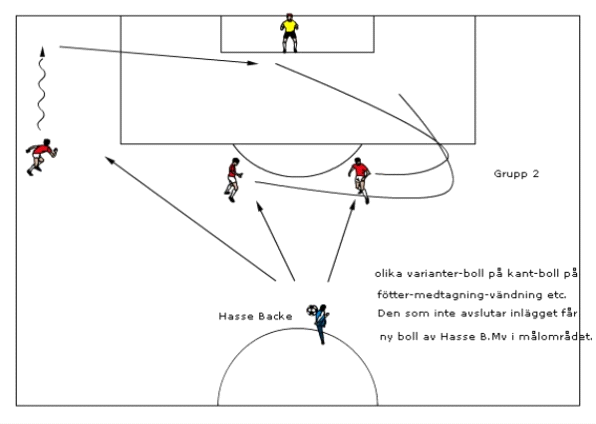 Grupp 2
olika varianter-boll på kant-boll på
fötter-medtagning-vändning etc.
Hasse Backe
Den som inte avslutar inlägget får
ny boll av Hasse B.Mv i målområdet.